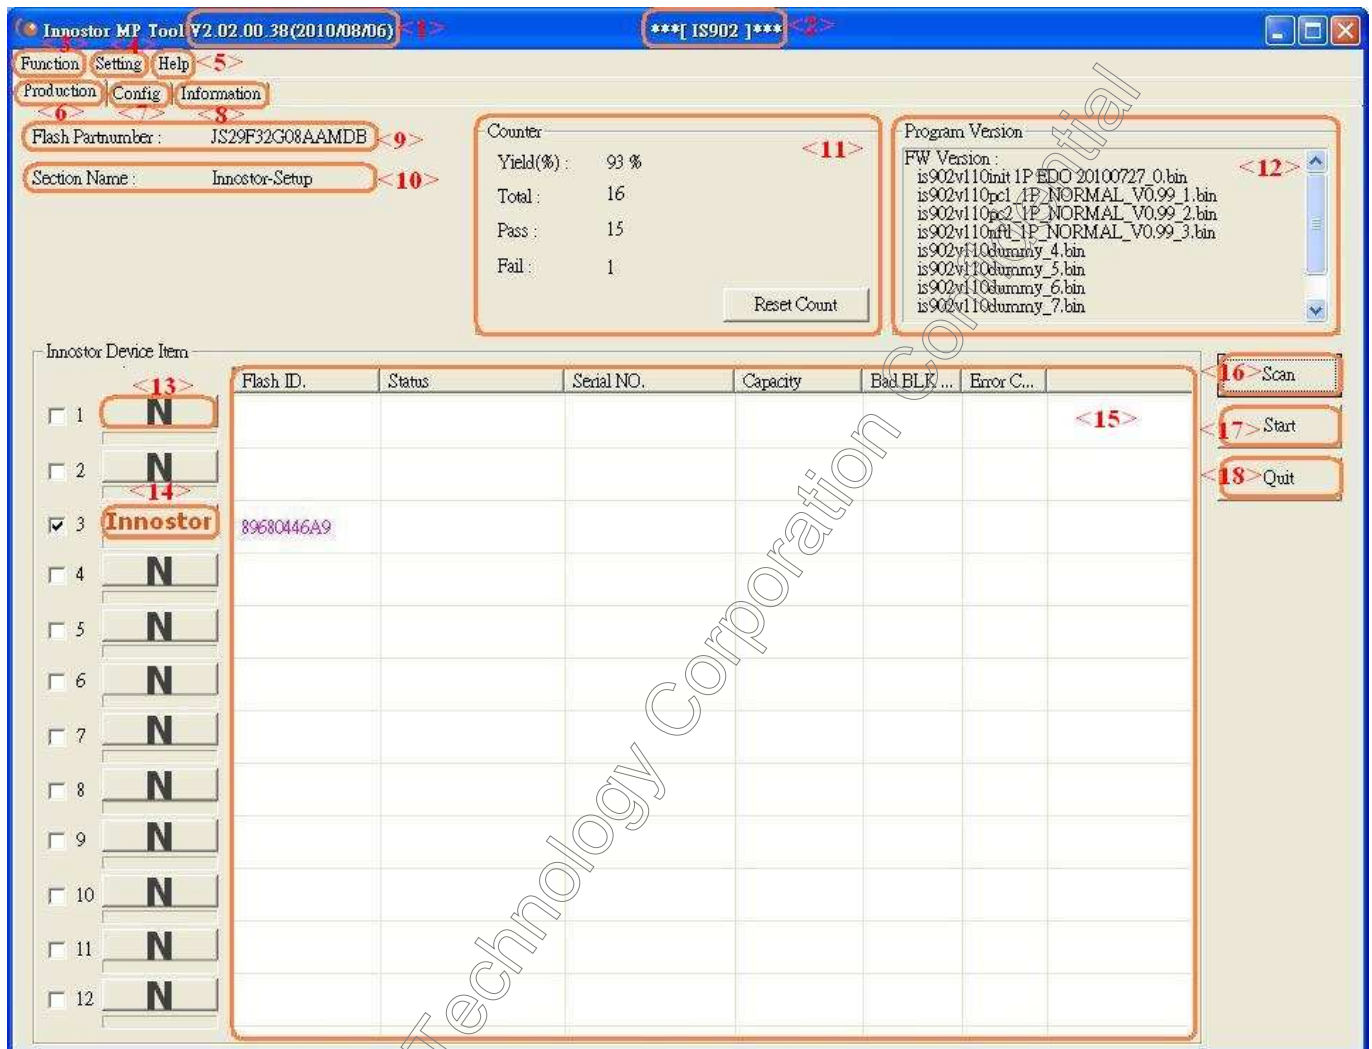 Innostor MP Tool V2.02.00.38(2010/08/06) <1> ***[ IS902 ]*** <2>
<3> <4>
Function Setting Help <5>
Production Config Information
<6> <7> <8>
Flash Partnumber : JS29F32G08AAMDB <9>
Section Name : Innostor-Setup <10>
Counter
<11>
Yield(%) : 93 %
Total : 16
Pass : 15
Fail : 1
Reset Count
Program Version
<12>
FW Version :
is902v110init 1P EDO 20100727_0.bin
is902v110pc1_1P_NORMAL_V0.99_1.bin
is902v110pc2_1P_NORMAL_V0.99_2.bin
is902v110nftl_1P_NORMAL_V0.99_3.bin
is902v110dummy_4.bin
is902v110dummy_5.bin
is902v110dummy_6.bin
is902v110dummy_7.bin
Innostor Device Item
<13>
Flash ID. Status Serial NO. Capacity Bad BLK ... Error C...
1 N
<15>
2 N
<14>
3 Innostor 89680446A9
4 N
5 N
6 N
7 N
8 N
9 N
10 N
11 N
12 N
<16> Scan
<17> Start
<18> Quit
Technology Corporation Confidential